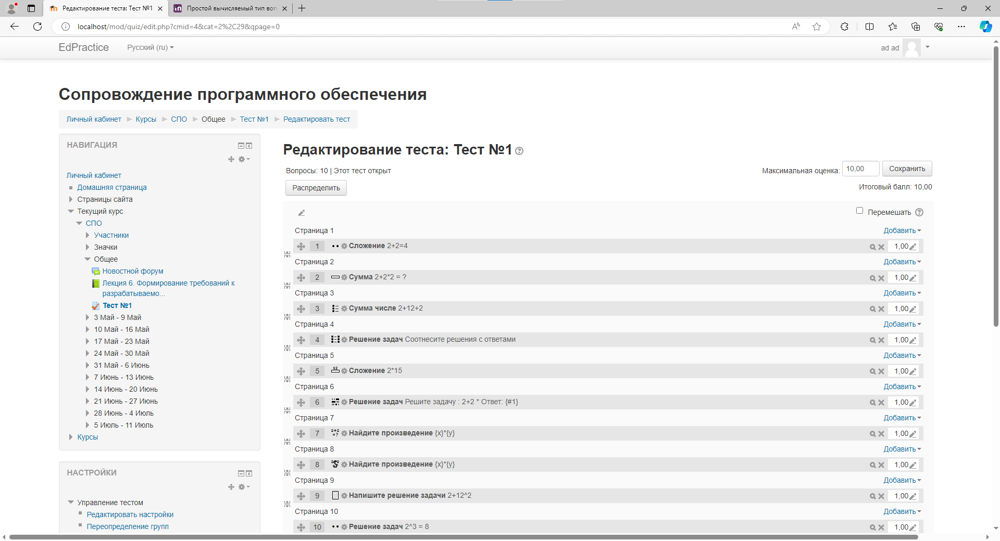 Редактирование теста: Тест №1
Простой вычисляемый тип воп
localhost/mod/quiz/edit.php?cmid=4&cat=2%2C29&qpage=0
EdPractice
Русский (ru)
ad ad
Сопровождение программного обеспечения
Личный кабинет
Курсы
СПО
Общее
Тест №1
Редактировать тест
НАВИГАЦИЯ
Личный кабинет
Домашняя страница
Страницы сайта
Текущий курс
СПО
Участники
Значки
Общее
Новостной форум
Лекция 6. Формирование требований к
разрабатываемо...
Тест №1
3 Май - 9 Май
10 Май - 16 Май
17 Май - 23 Май
24 Май - 30 Май
31 Май - 6 Июнь
7 Июнь - 13 Июнь
14 Июнь - 20 Июнь
21 Июнь - 27 Июнь
28 Июнь - 4 Июль
5 Июль - 11 Июль
Курсы
НАСТРОЙКИ
Управление тестом
Редактировать настройки
Переопределение групп
Редактирование теста: Тест №1
Вопросы: 10 | Этот тест открыт
Максимальная оценка: 10,00 Сохранить
Распределить
Итоговый балл: 10,00
Перемешать
Страница 1 Добавить
1 Сложение 2+2=4 1,00
Страница 2 Добавить
2 Сумма 2+2*2 = ? 1,00
Страница 3 Добавить
3 Сумма числе 2+12+2 1,00
Страница 4 Добавить
4 Решение задач Соотнесите решения с ответами 1,00
Страница 5 Добавить
5 Сложение 2*15 1,00
Страница 6 Добавить
6 Решение задач Решите задачу : 2+2 * Ответ: {#1} 1,00
Страница 7 Добавить
7 Найдите произведение {x}*{y} 1,00
Страница 8 Добавить
8 Найдите произведение {x}*{y} 1,00
Страница 9 Добавить
9 Напишите решение задачи 2+12^2 1,00
Страница 10 Добавить
10 Решение задач 2^3 = 8 1,00